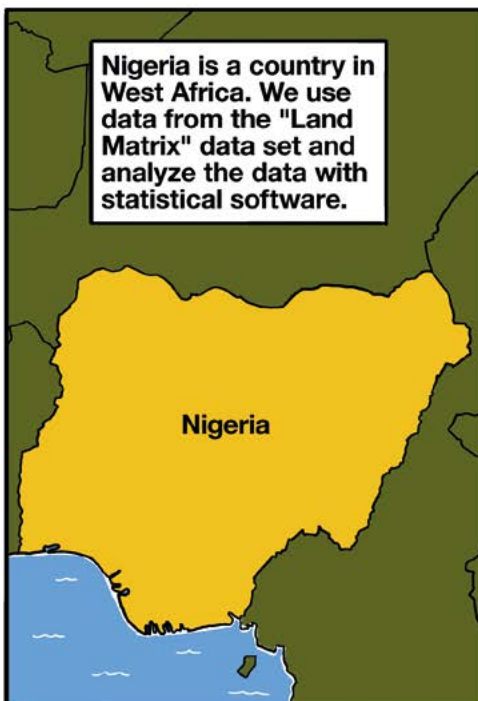 Nigeria is a country in
West Africa. We use
data from the "Land
Matrix" data set and
analyze the data with
statistical software.
Nigeria